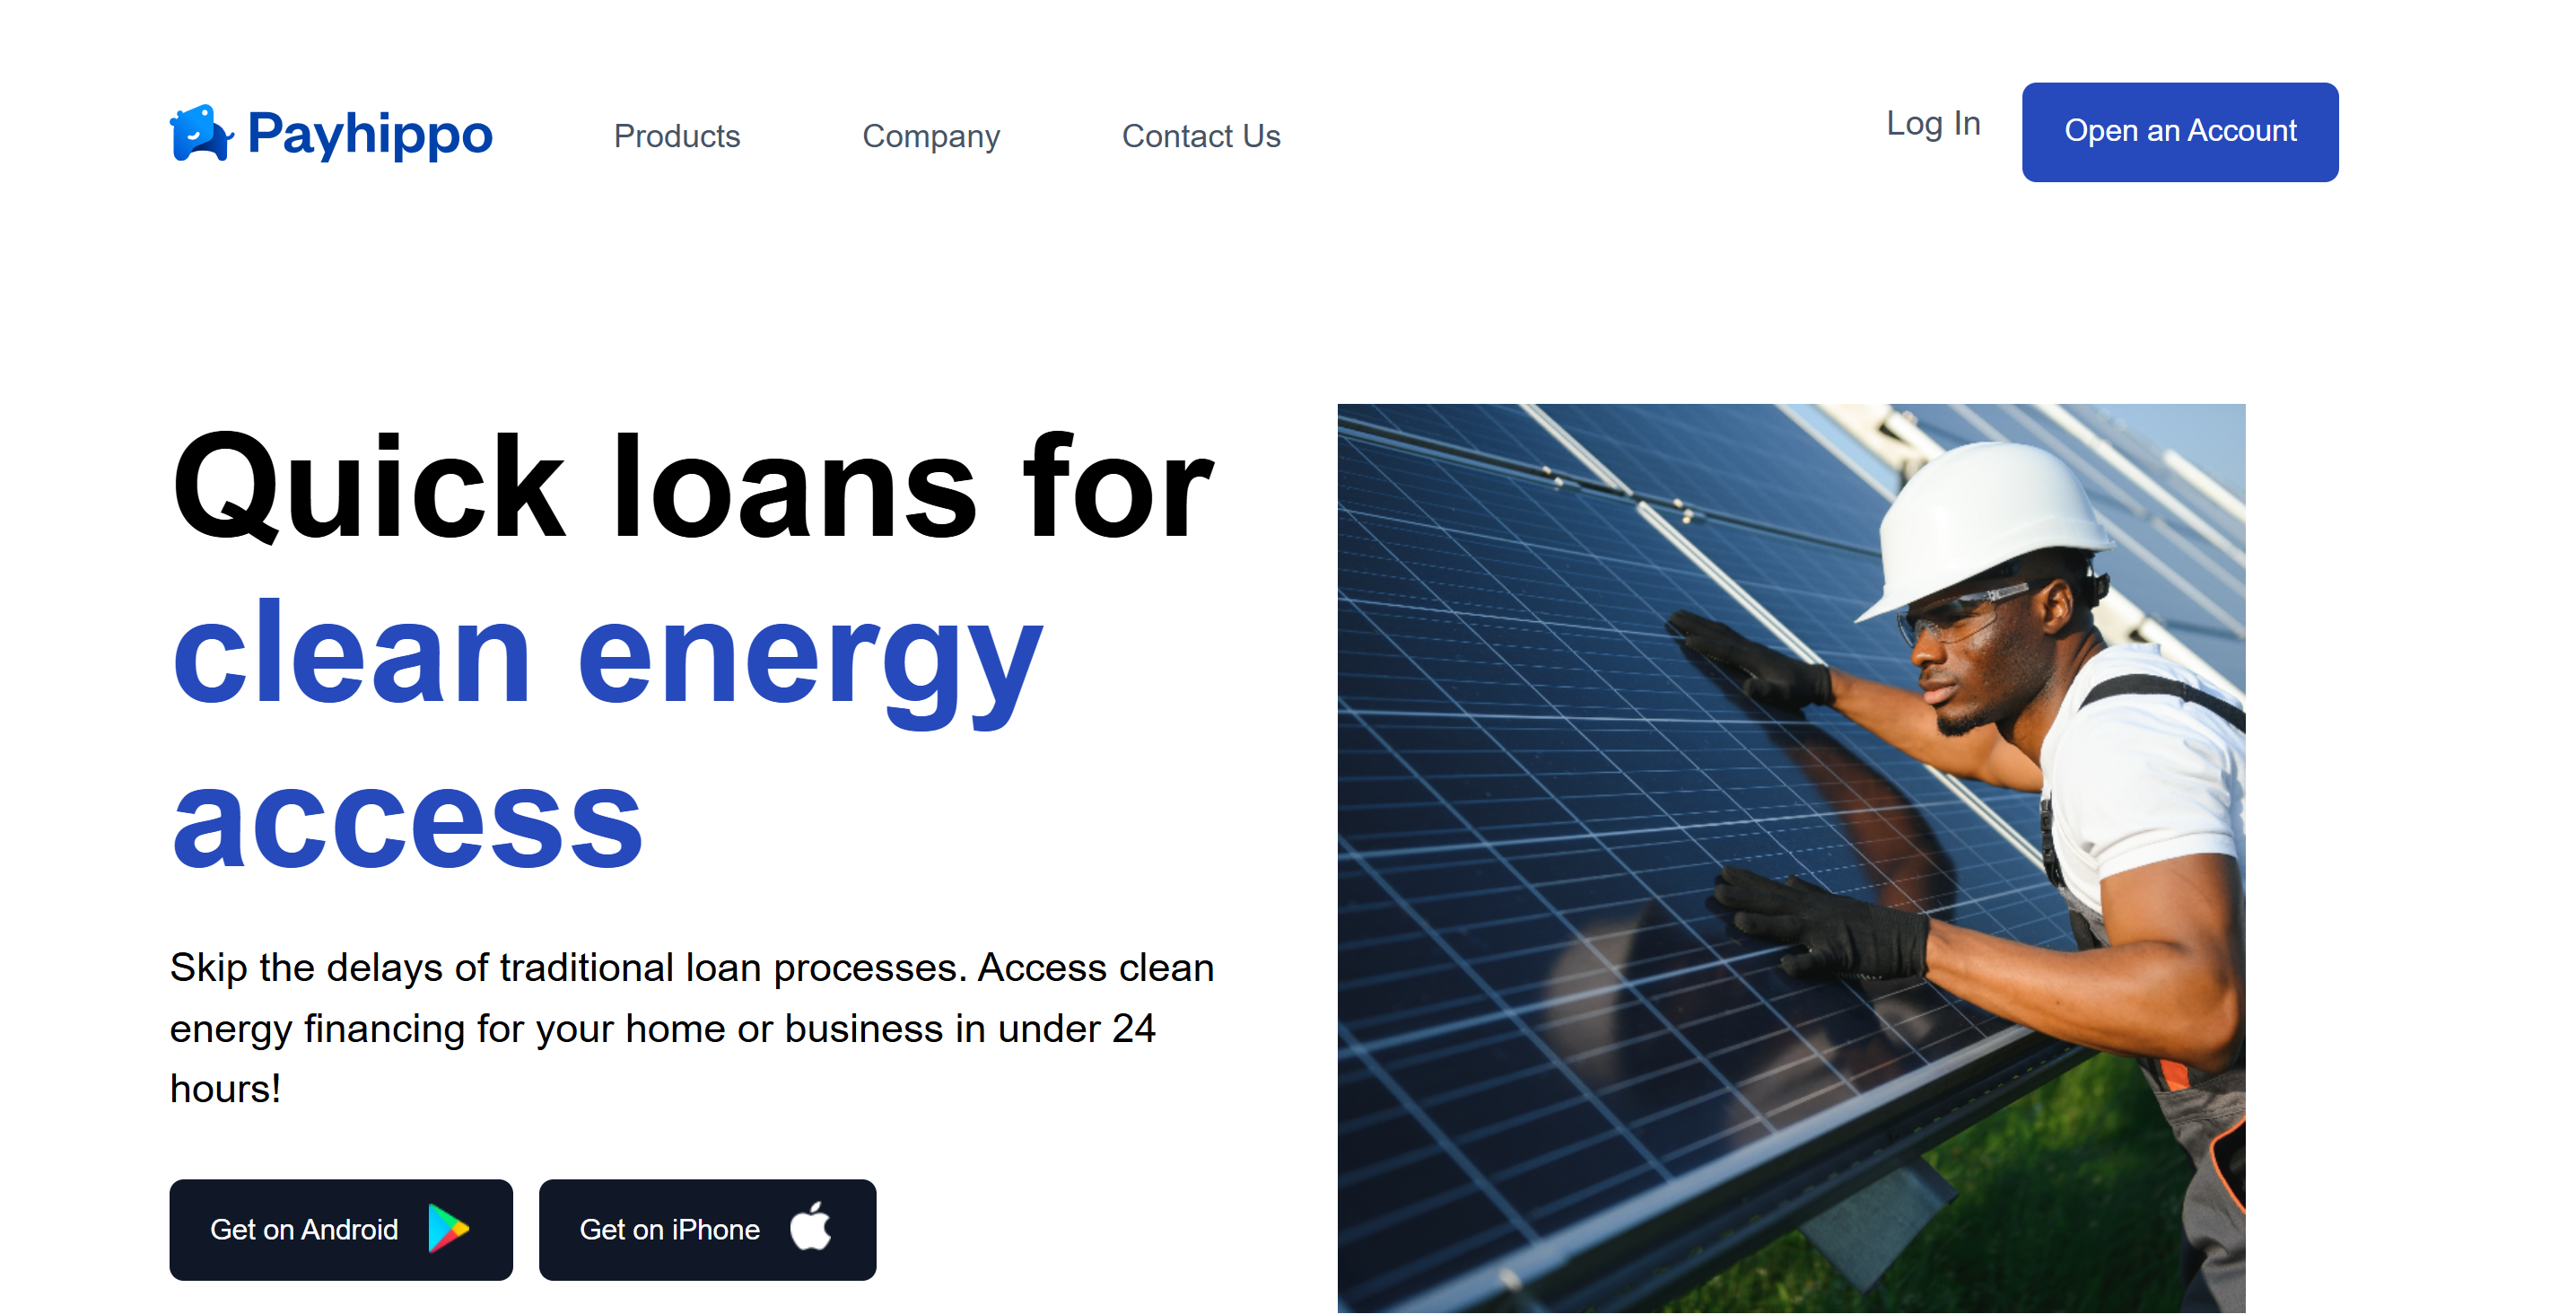 Payhippo
Products
Company
Contact Us
Log In
Open an Account
Quick loans for
clean energy
access
Skip the delays of traditional loan processes. Access clean
energy financing for your home or business in under 24
hours!
Get on Android
Get on iPhone